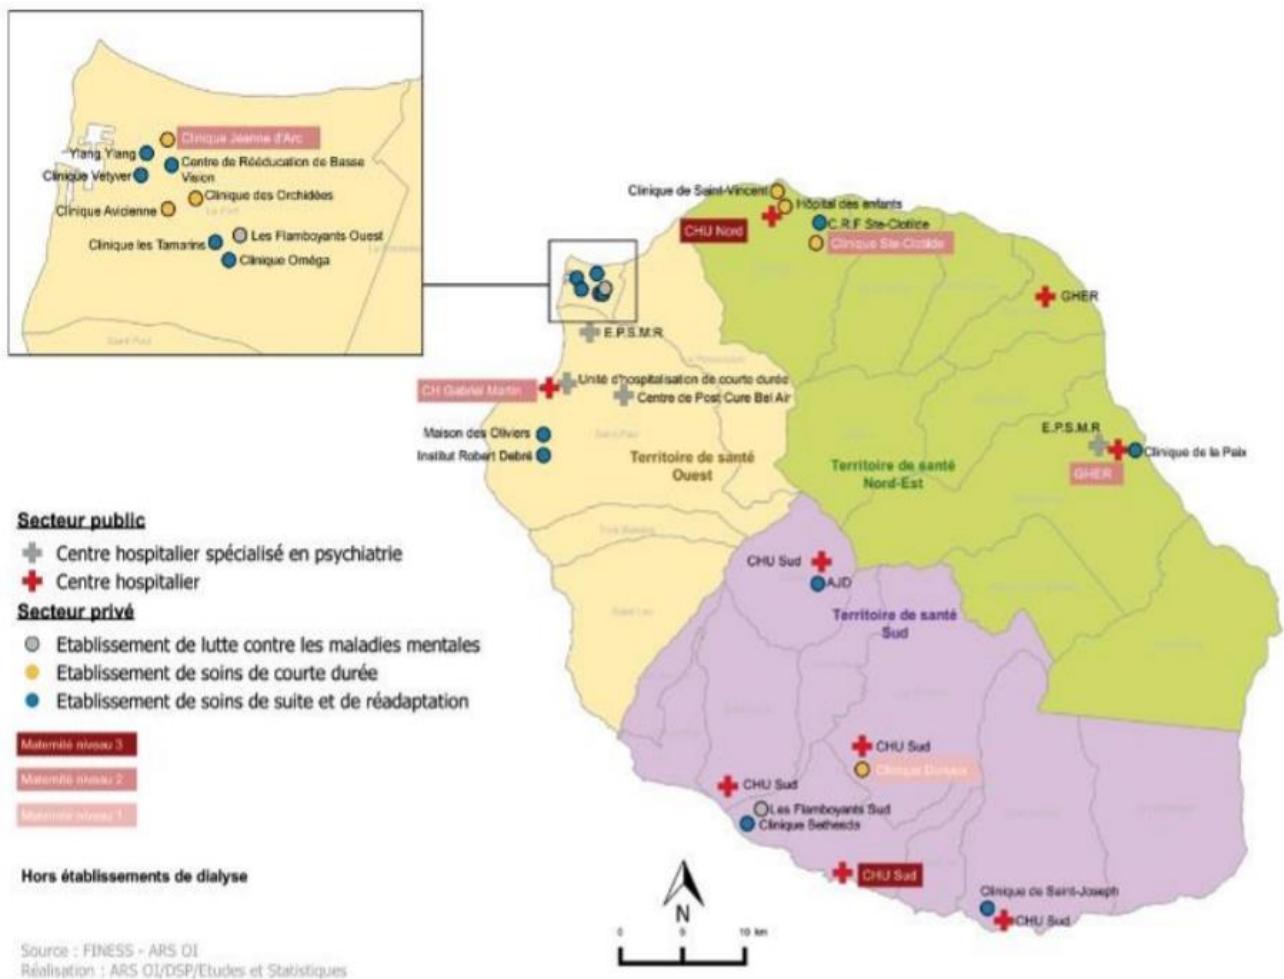 Clinique Jeanne d'Arc
Ylang Ylang
Centre de Rééducation de Basse
Vision
Clinique Vetyver
Clinique des Orchidées
Clinique Avicienne
Le Port
Les Flamboyants Ouest
Clinique les Tamarins
Clinique Oméga
Saint Paul
Clinique de Saint-Vincent
Hôpital des enfants
CHU Nord
C.R.F Ste-Clotilde
Clinique Ste-Clotilde
GHER
E.P.S.M.R
Unité d'hospitalisation de courte durée
CH Gabriel Martin
Centre de Post Cure Bel Air
Maison des Oliviers
Saint-Paul
Institut Robert Debré
E.P.S.M.R
Clinique de la Paix
GHER
Territoire de santé
Ouest
Territoire de santé
Nord-Est
CHU Sud
AJD
Territoire de santé
Sud
CHU Sud
CHU Sud
Les Flamboyants Sud
Clinique Bethesda
CHU Sud
Clinique de Saint-Joseph
CHU Sud
Secteur public
Centre hospitalier spécialisé en psychiatrie
Centre hospitalier
Secteur privé
Etablissement de lutte contre les maladies mentales
Etablissement de soins de courte durée
Etablissement de soins de suite et de réadaptation
Maternité niveau 3
Maternité niveau 2
Maternité niveau 1
Hors établissements de dialyse
N
Source : FINESS - ARS OI
Réalisation : ARS OI/DSP/Etudes et Statistiques